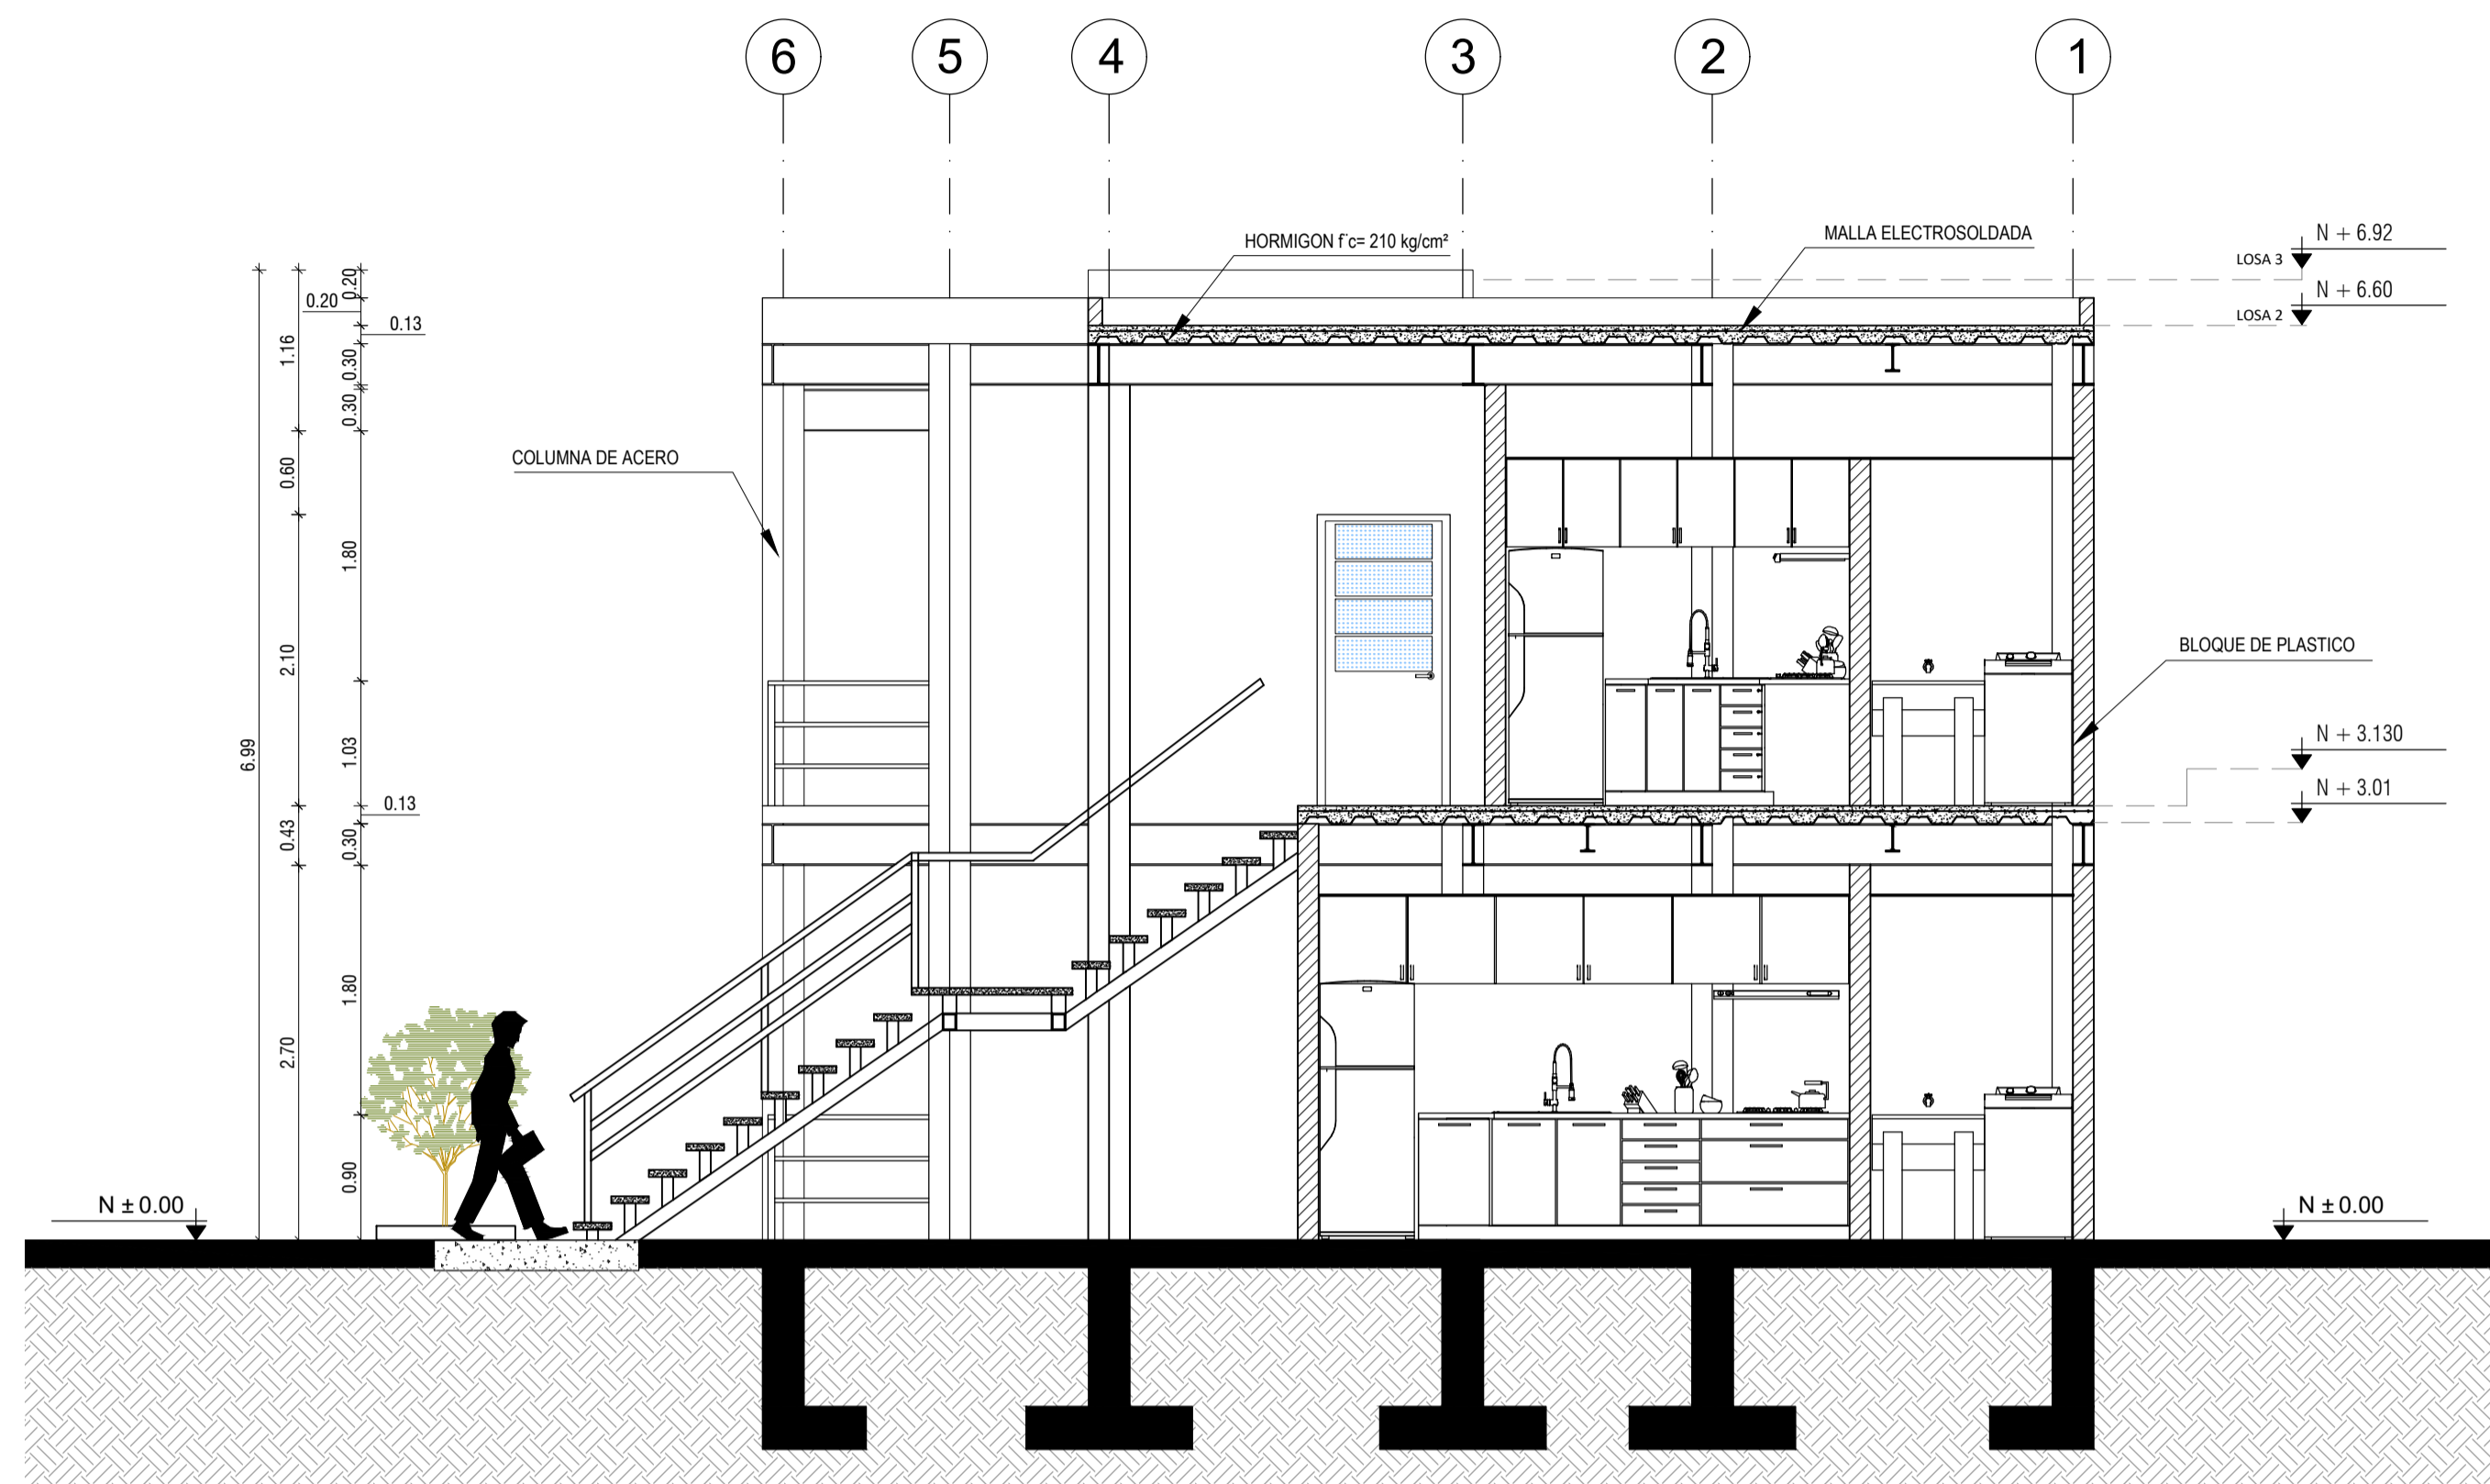 6 5 4 3 2 1
HORMIGON f¨c= 210 kg/cm²
MALLA ELECTROSOLDADA
N + 6.92
LOSA 3
N + 6.60
LOSA 2
0.20
0.20
0.13
1.16
0.30
0.30
COLUMNA DE ACERO
0.60
1.80
2.10
BLOQUE DE PLASTICO
6.99
1.03
N + 3.130
N + 3.01
0.13
0.43
0.30
1.80
2.70
0.90
N ± 0.00
N ± 0.00